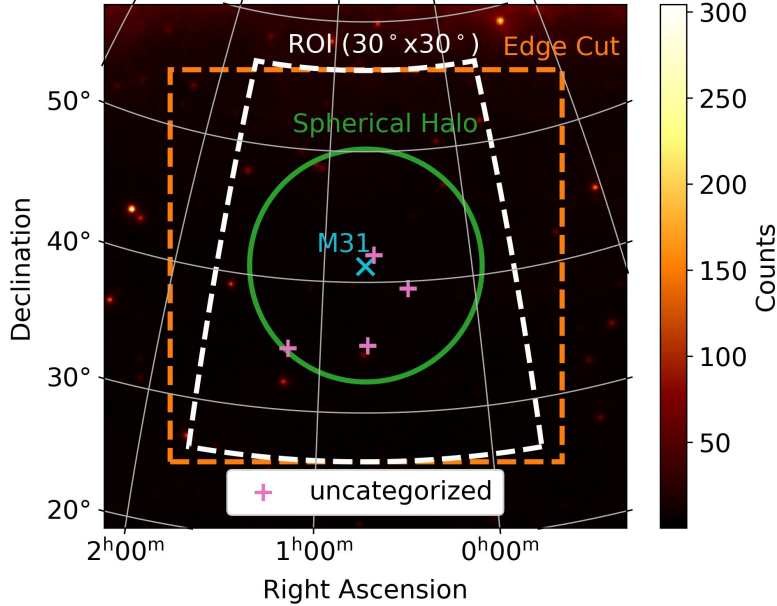 ROI (30°x30°)
Edge Cut
Spherical Halo
M31
50°
40°
30°
20°
Declination
2ʰ00ᵐ
1ʰ00ᵐ
0ʰ00ᵐ
Right Ascension
uncategorized
300
250
200
150
100
50
Counts